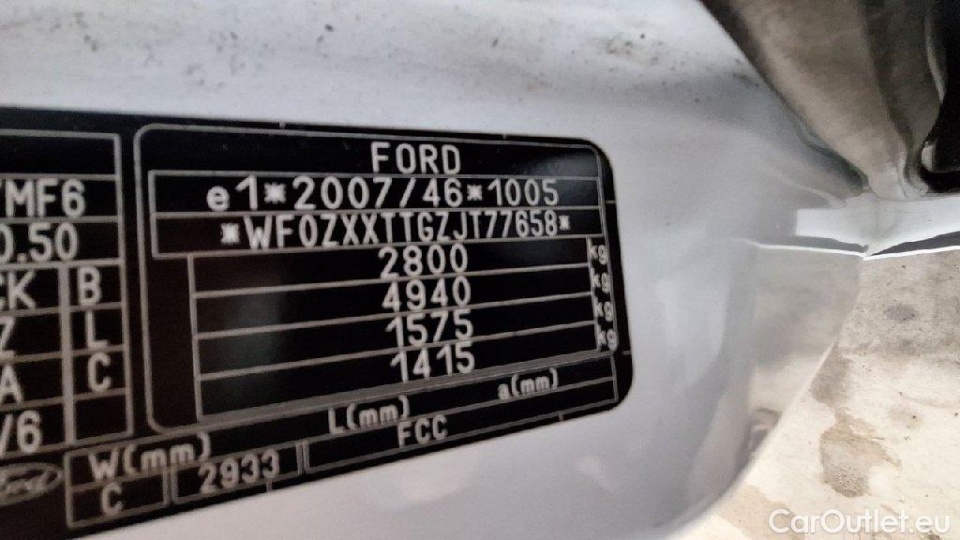 FORD
e1*2007/46*1005
*WF0ZXXTTGZJT77658*
2800 kg
4940 kg
1575 kg
1415 kg
MF6
0.50
CK B
Z L
A C
/6
W(mm) L(mm) a(mm)
C 2933 FCC
Ford
CarOutlet.eu